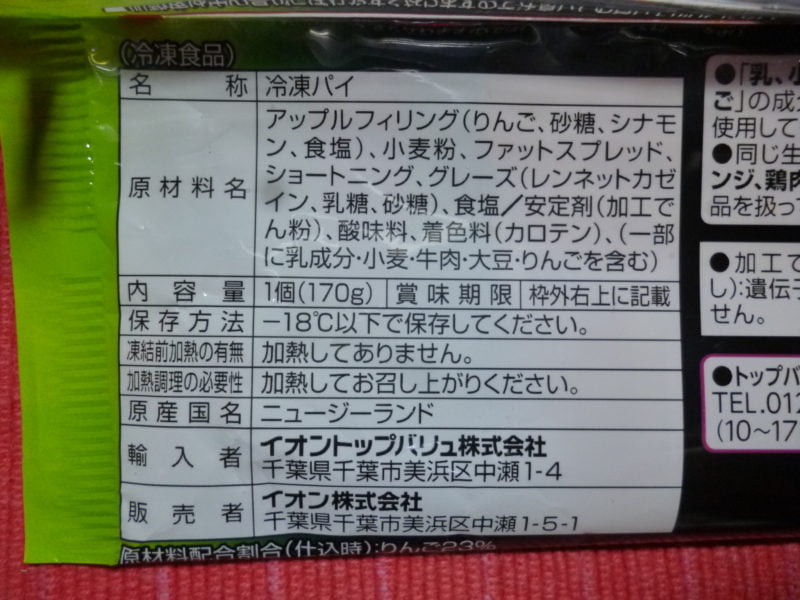 (冷凍食品)
名称 冷凍パイ
原材料名 アップルフィリング(りんご、砂糖、シナモ
ン、食塩)、小麦粉、ファットスプレッド、
ショートニング、グレーズ(レンネットカゼ
イン、乳糖、砂糖)、食塩/安定剤(加工で
ん粉)、酸味料、着色料(カロテン)、(一部
に乳成分・小麦・牛肉・大豆・りんごを含む)
内容量 1個(170g) 賞味期限 枠外右上に記載
保存方法 −18℃以下で保存してください。
凍結前加熱の有無 加熱してありません。
加熱調理の必要性 加熱してお召し上がりください。
原産国名 ニュージーランド
輸入者 イオントップバリュ株式会社
千葉県千葉市美浜区中瀬1-4
販売者 イオン株式会社
千葉県千葉市美浜区中瀬1-5-1
原材料配合割合(仕込時):りんご23%
●「乳、小
ご」の成
使用して
●同じ生
ンジ、鶏肉
品を扱っ
●加工で
し):遺伝子
せん。
●トップバ
TEL.012
(10〜17